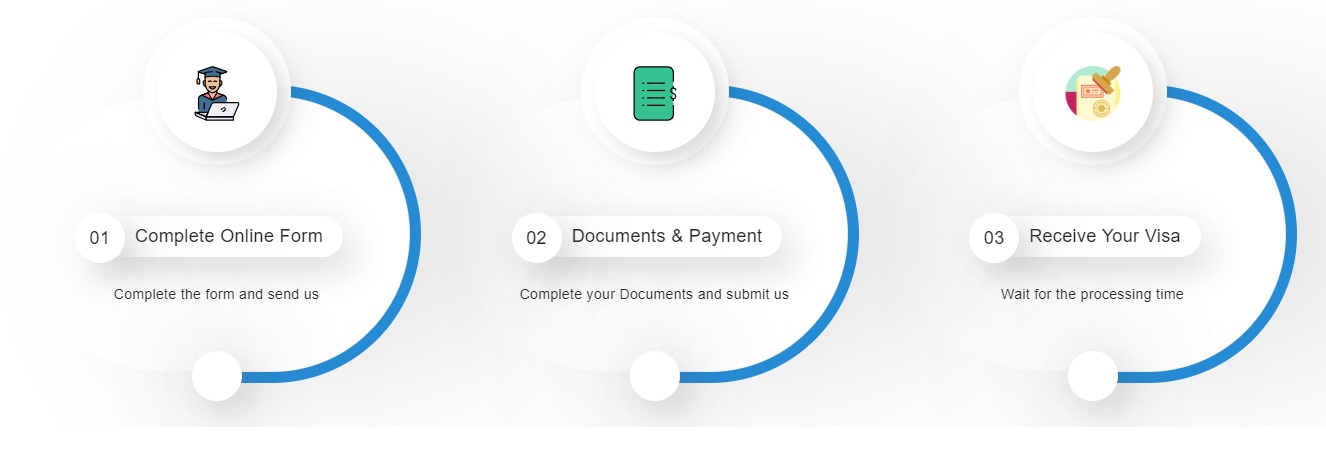 01 Complete Online Form
Complete the form and send us
02 Documents & Payment
Complete your Documents and submit us
03 Receive Your Visa
Wait for the processing time